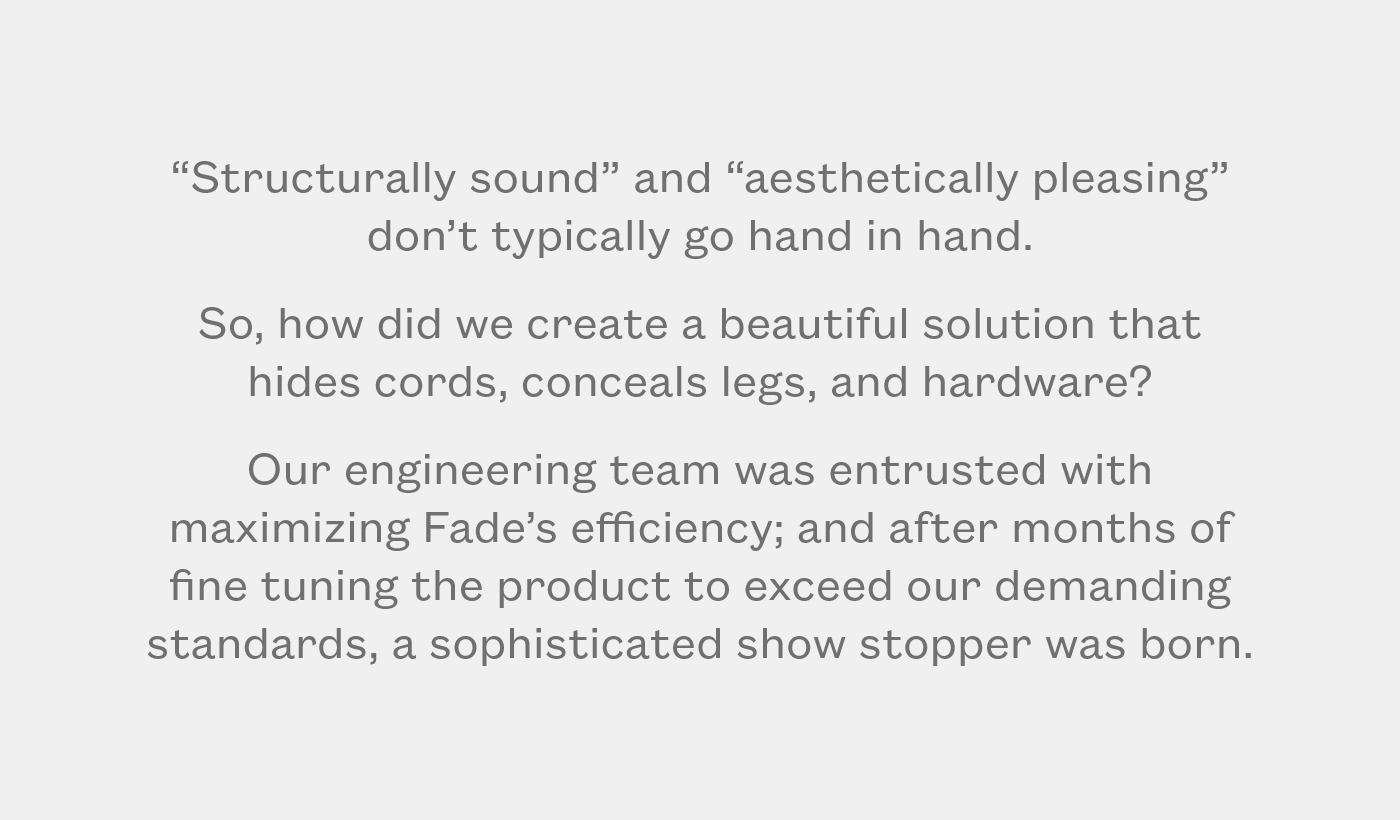 “Structurally sound” and “aesthetically pleasing”
don’t typically go hand in hand.
So, how did we create a beautiful solution that
hides cords, conceals legs, and hardware?
Our engineering team was entrusted with
maximizing Fade’s efficiency; and after months of
fine tuning the product to exceed our demanding
standards, a sophisticated show stopper was born.